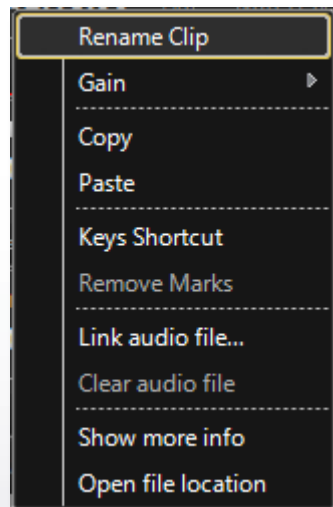 Rename Clip
Gain
Copy
Paste
Keys Shortcut
Remove Marks
Link audio file...
Clear audio file
Show more info
Open file location